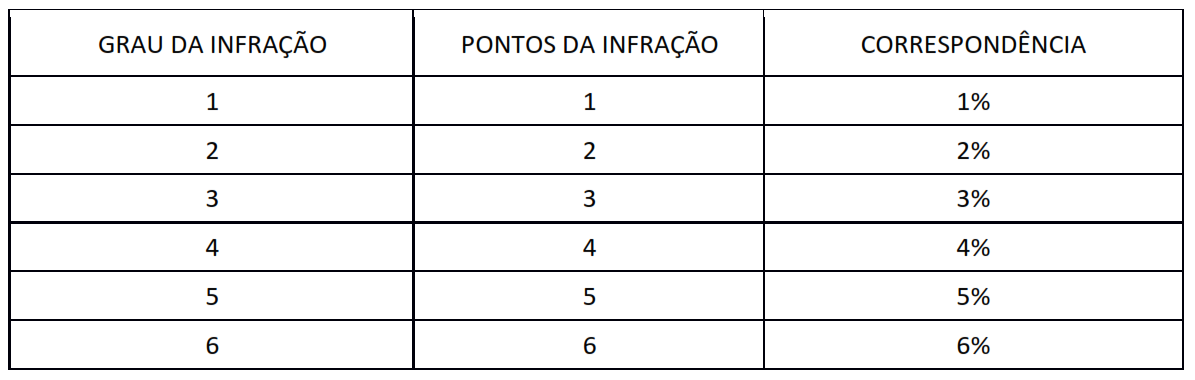 GRAU DA INFRAÇÃO PONTOS DA INFRAÇÃO CORRESPONDÊNCIA
1 1 1%
2 2 2%
3 3 3%
4 4 4%
5 5 5%
6 6 6%